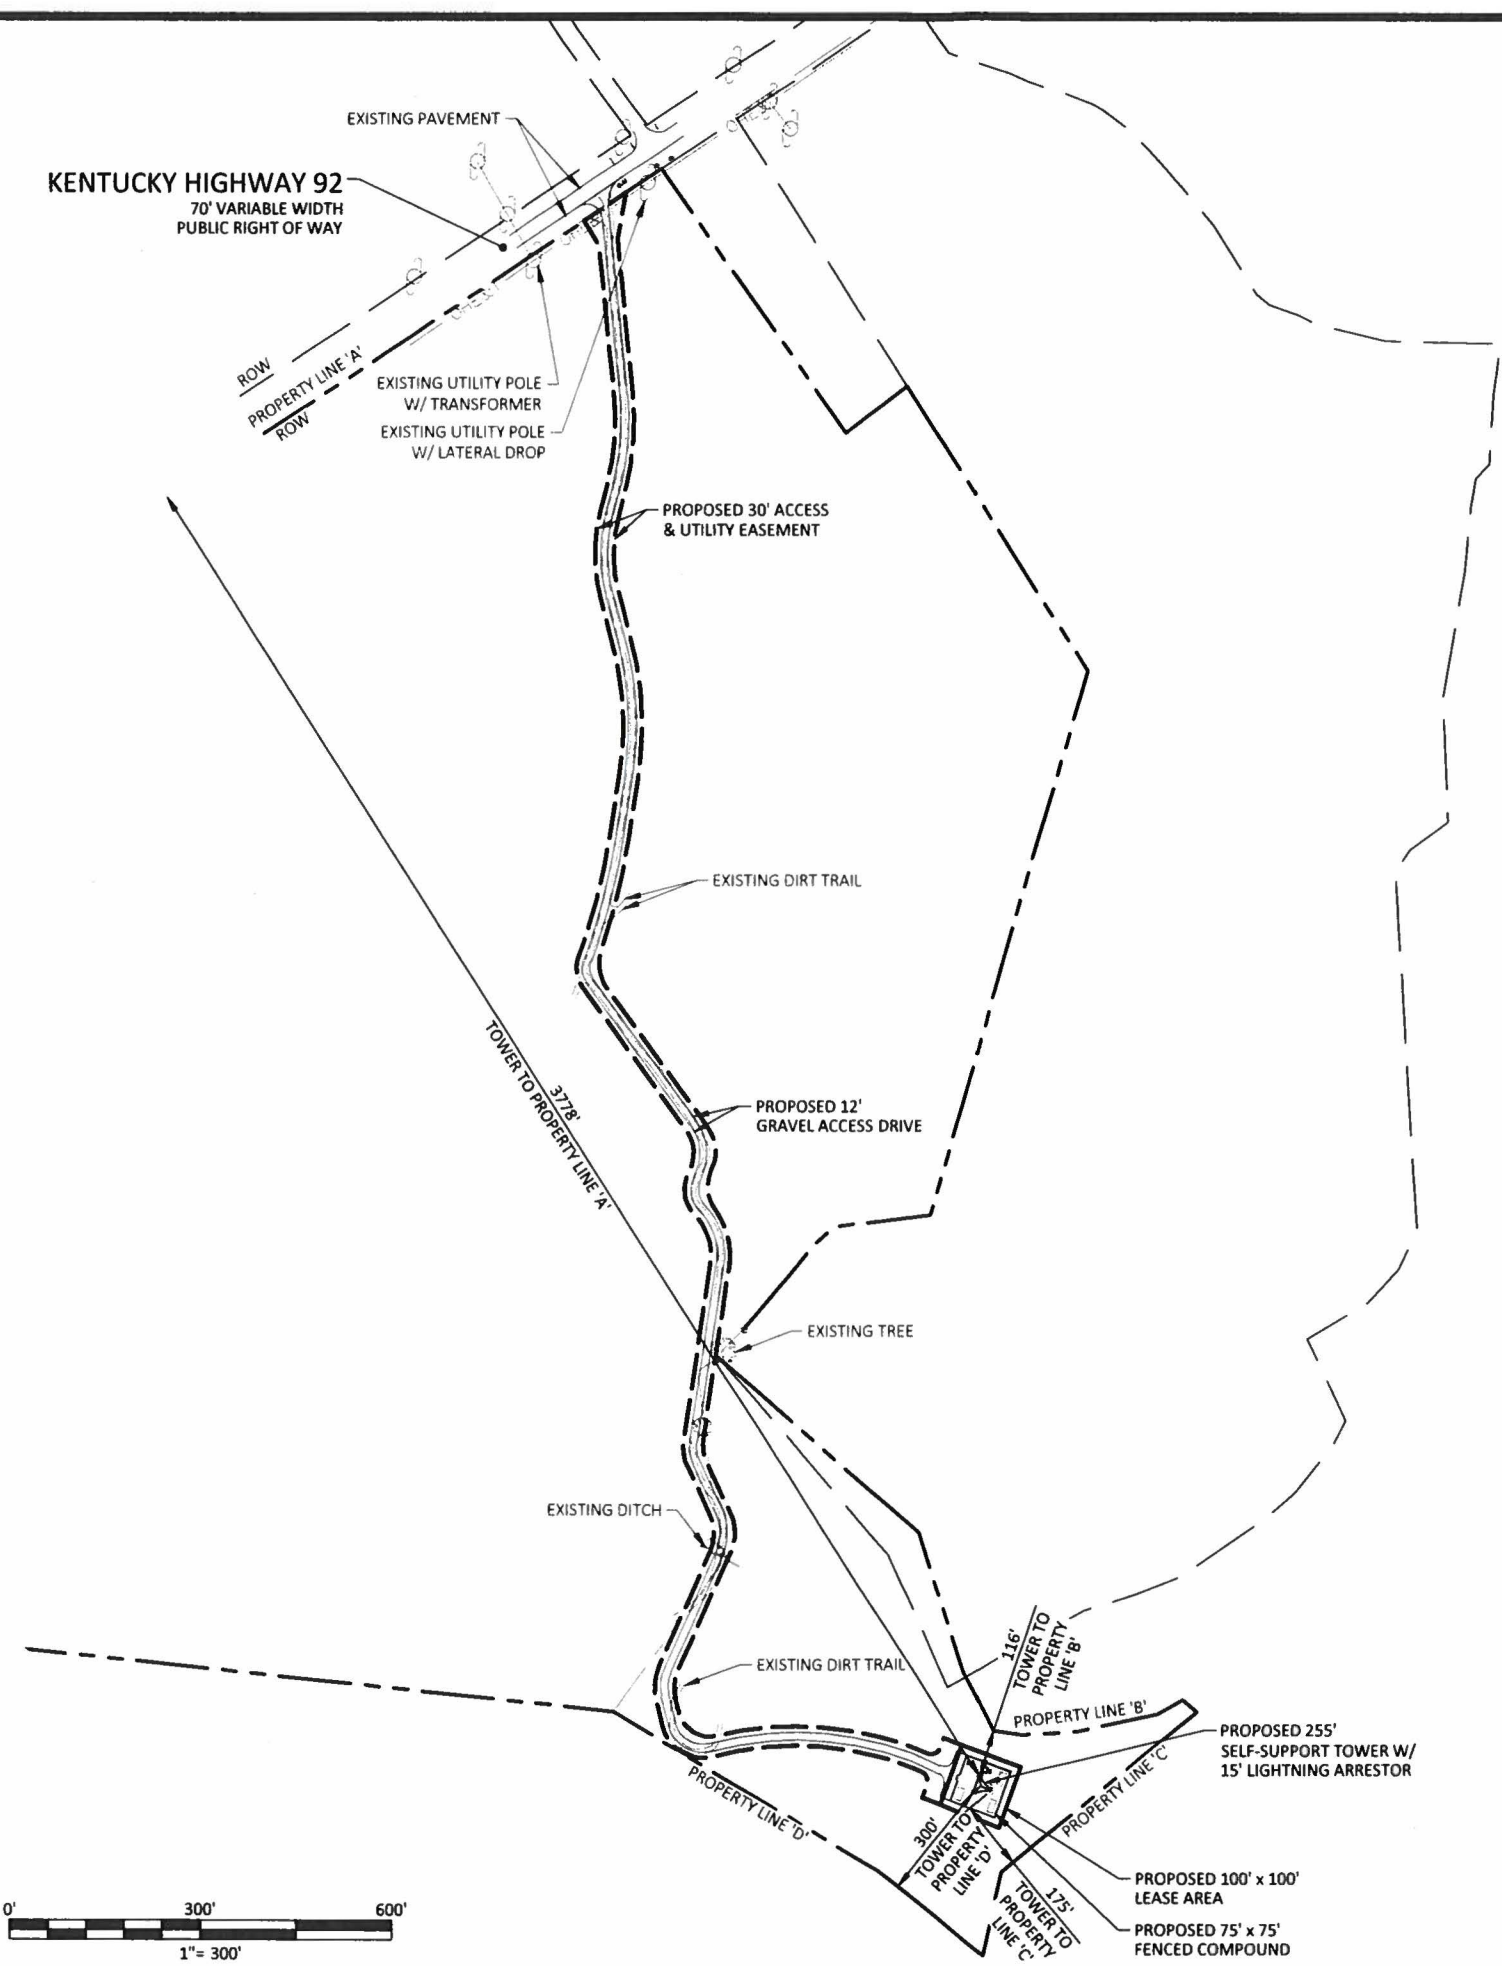 EXISTING PAVEMENT
KENTUCKY HIGHWAY 92
70' VARIABLE WIDTH
PUBLIC RIGHT OF WAY
ROW
PROPERTY LINE 'A'
ROW
EXISTING UTILITY POLE
W/ TRANSFORMER
EXISTING UTILITY POLE
W/ LATERAL DROP
PROPOSED 30' ACCESS
& UTILITY EASEMENT
EXISTING DIRT TRAIL
3778'
TOWER TO PROPERTY LINE 'A'
PROPOSED 12'
GRAVEL ACCESS DRIVE
EXISTING TREE
EXISTING DITCH
116'
TOWER TO
PROPERTY
LINE 'B'
EXISTING DIRT TRAIL
PROPERTY LINE 'B'
PROPOSED 255'
SELF-SUPPORT TOWER W/
15' LIGHTNING ARRESTOR
PROPERTY LINE 'C'
PROPERTY LINE 'D'
300'
TOWER TO
PROPERTY
LINE 'D'
175'
TOWER TO
PROPERTY
LINE 'C'
PROPOSED 100' x 100'
LEASE AREA
PROPOSED 75' x 75'
FENCED COMPOUND
0'
300'
600'
1"= 300'